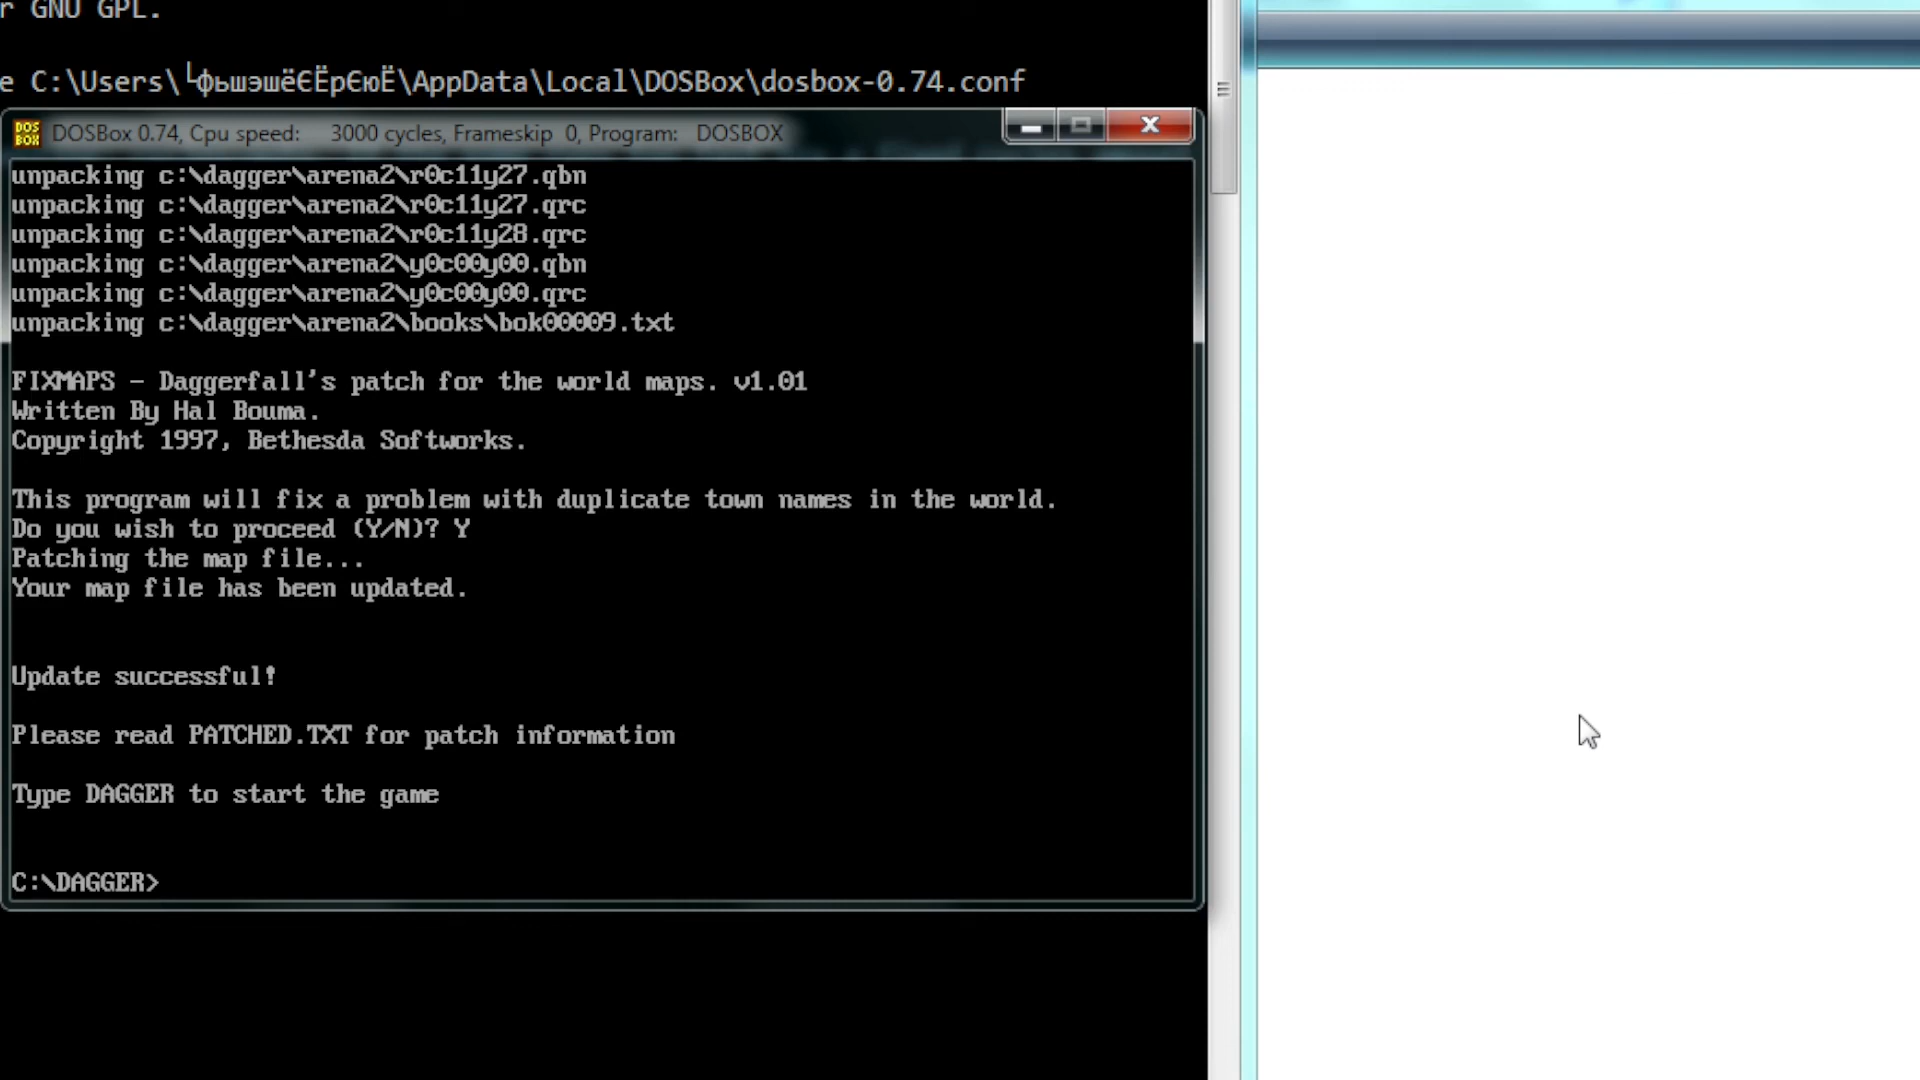 r GNU GPL.
e C:\Users\└фьшэшёЄЁрЄюЁ\AppData\Local\DOSBox\dosbox-0.74.conf
DOS BOX
DOSBox 0.74, Cpu speed: 3000 cycles, Frameskip 0, Program: DOSBOX
unpacking c:\dagger\arena2\r0c11y27.qbn
unpacking c:\dagger\arena2\r0c11y27.qrc
unpacking c:\dagger\arena2\r0c11y28.qrc
unpacking c:\dagger\arena2\y0c00y00.qbn
unpacking c:\dagger\arena2\y0c00y00.qrc
unpacking c:\dagger\arena2\books\bok00009.txt
FIXMAPS - Daggerfall's patch for the world maps. v1.01
Written By Hal Bouma.
Copyright 1997, Bethesda Softworks.
This program will fix a problem with duplicate town names in the world.
Do you wish to proceed (Y/N)? Y
Patching the map file...
Your map file has been updated.
Update successful!
Please read PATCHED.TXT for patch information
Type DAGGER to start the game
C:\DAGGER>